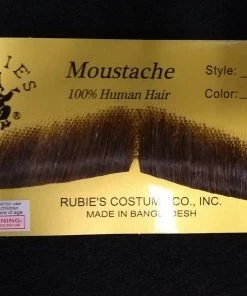 Moustache
Style: _
100% Human Hair
Color: _
RUBIE'S COSTUME CO., INC.
MADE IN BANGLADESH